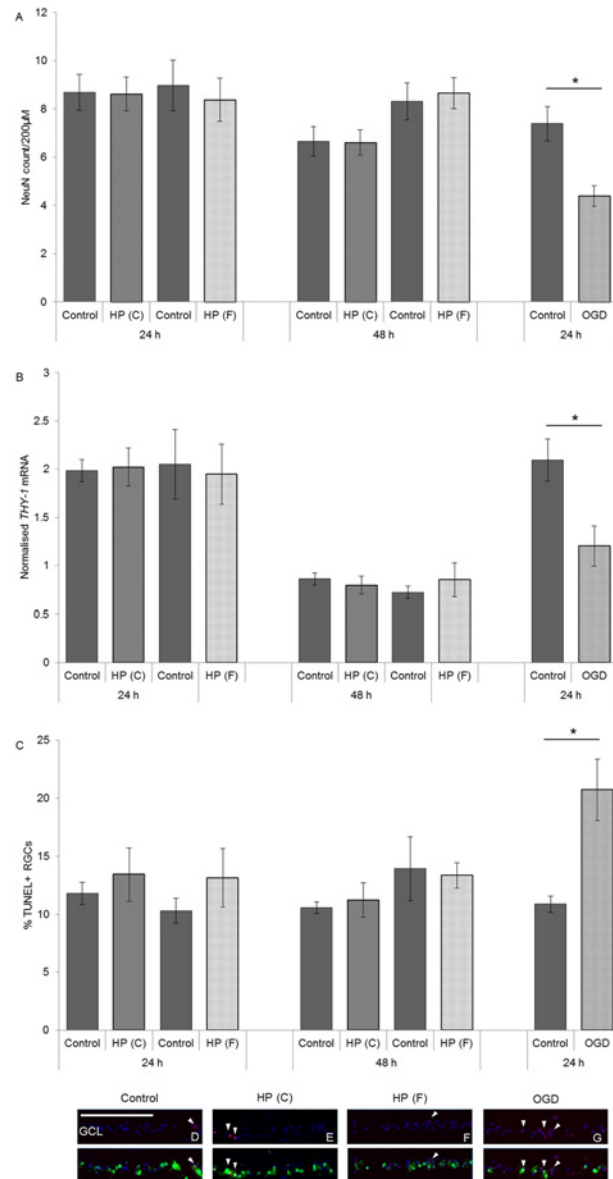 A
12
10
8
6
4
2
0
NeuN count/200µM
*
Control HP (C) Control HP (F) Control HP (C) Control HP (F) Control OGD
24 h 48 h 24 h
B
2.5
2
1.5
1
0.5
0
Normalised THY-1 mRNA
*
Control HP (C) Control HP (F) Control HP (C) Control HP (F) Control OGD
24 h 48 h 24 h
C
25
20
15
10
5
0
% TUNEL+ RGCs
*
Control HP (C) Control HP (F) Control HP (C) Control HP (F) Control OGD
24 h 48 h 24 h
Control HP (C) HP (F) OGD
GCL D E F G